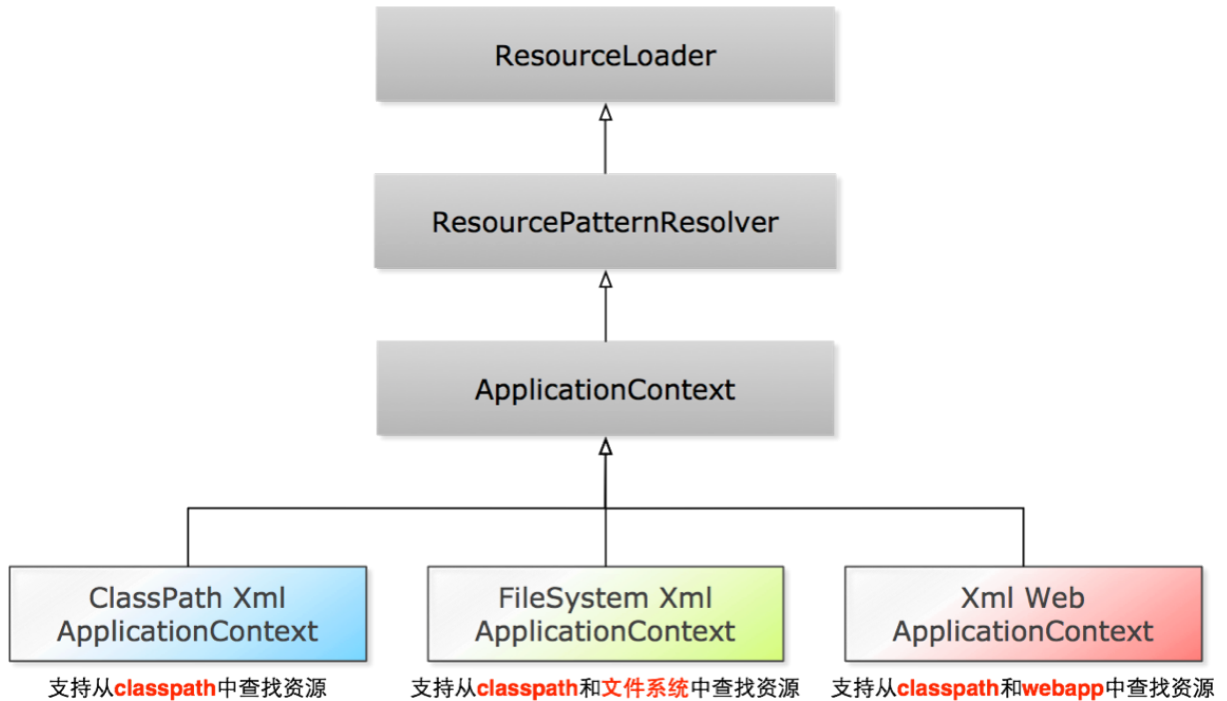 ResourceLoader
ResourcePatternResolver
ApplicationContext
ClassPath Xml
ApplicationContext
FileSystem Xml
ApplicationContext
Xml Web
ApplicationContext
支持从classpath中查找资源
支持从classpath和文件系统中查找资源
支持从classpath和webapp中查找资源